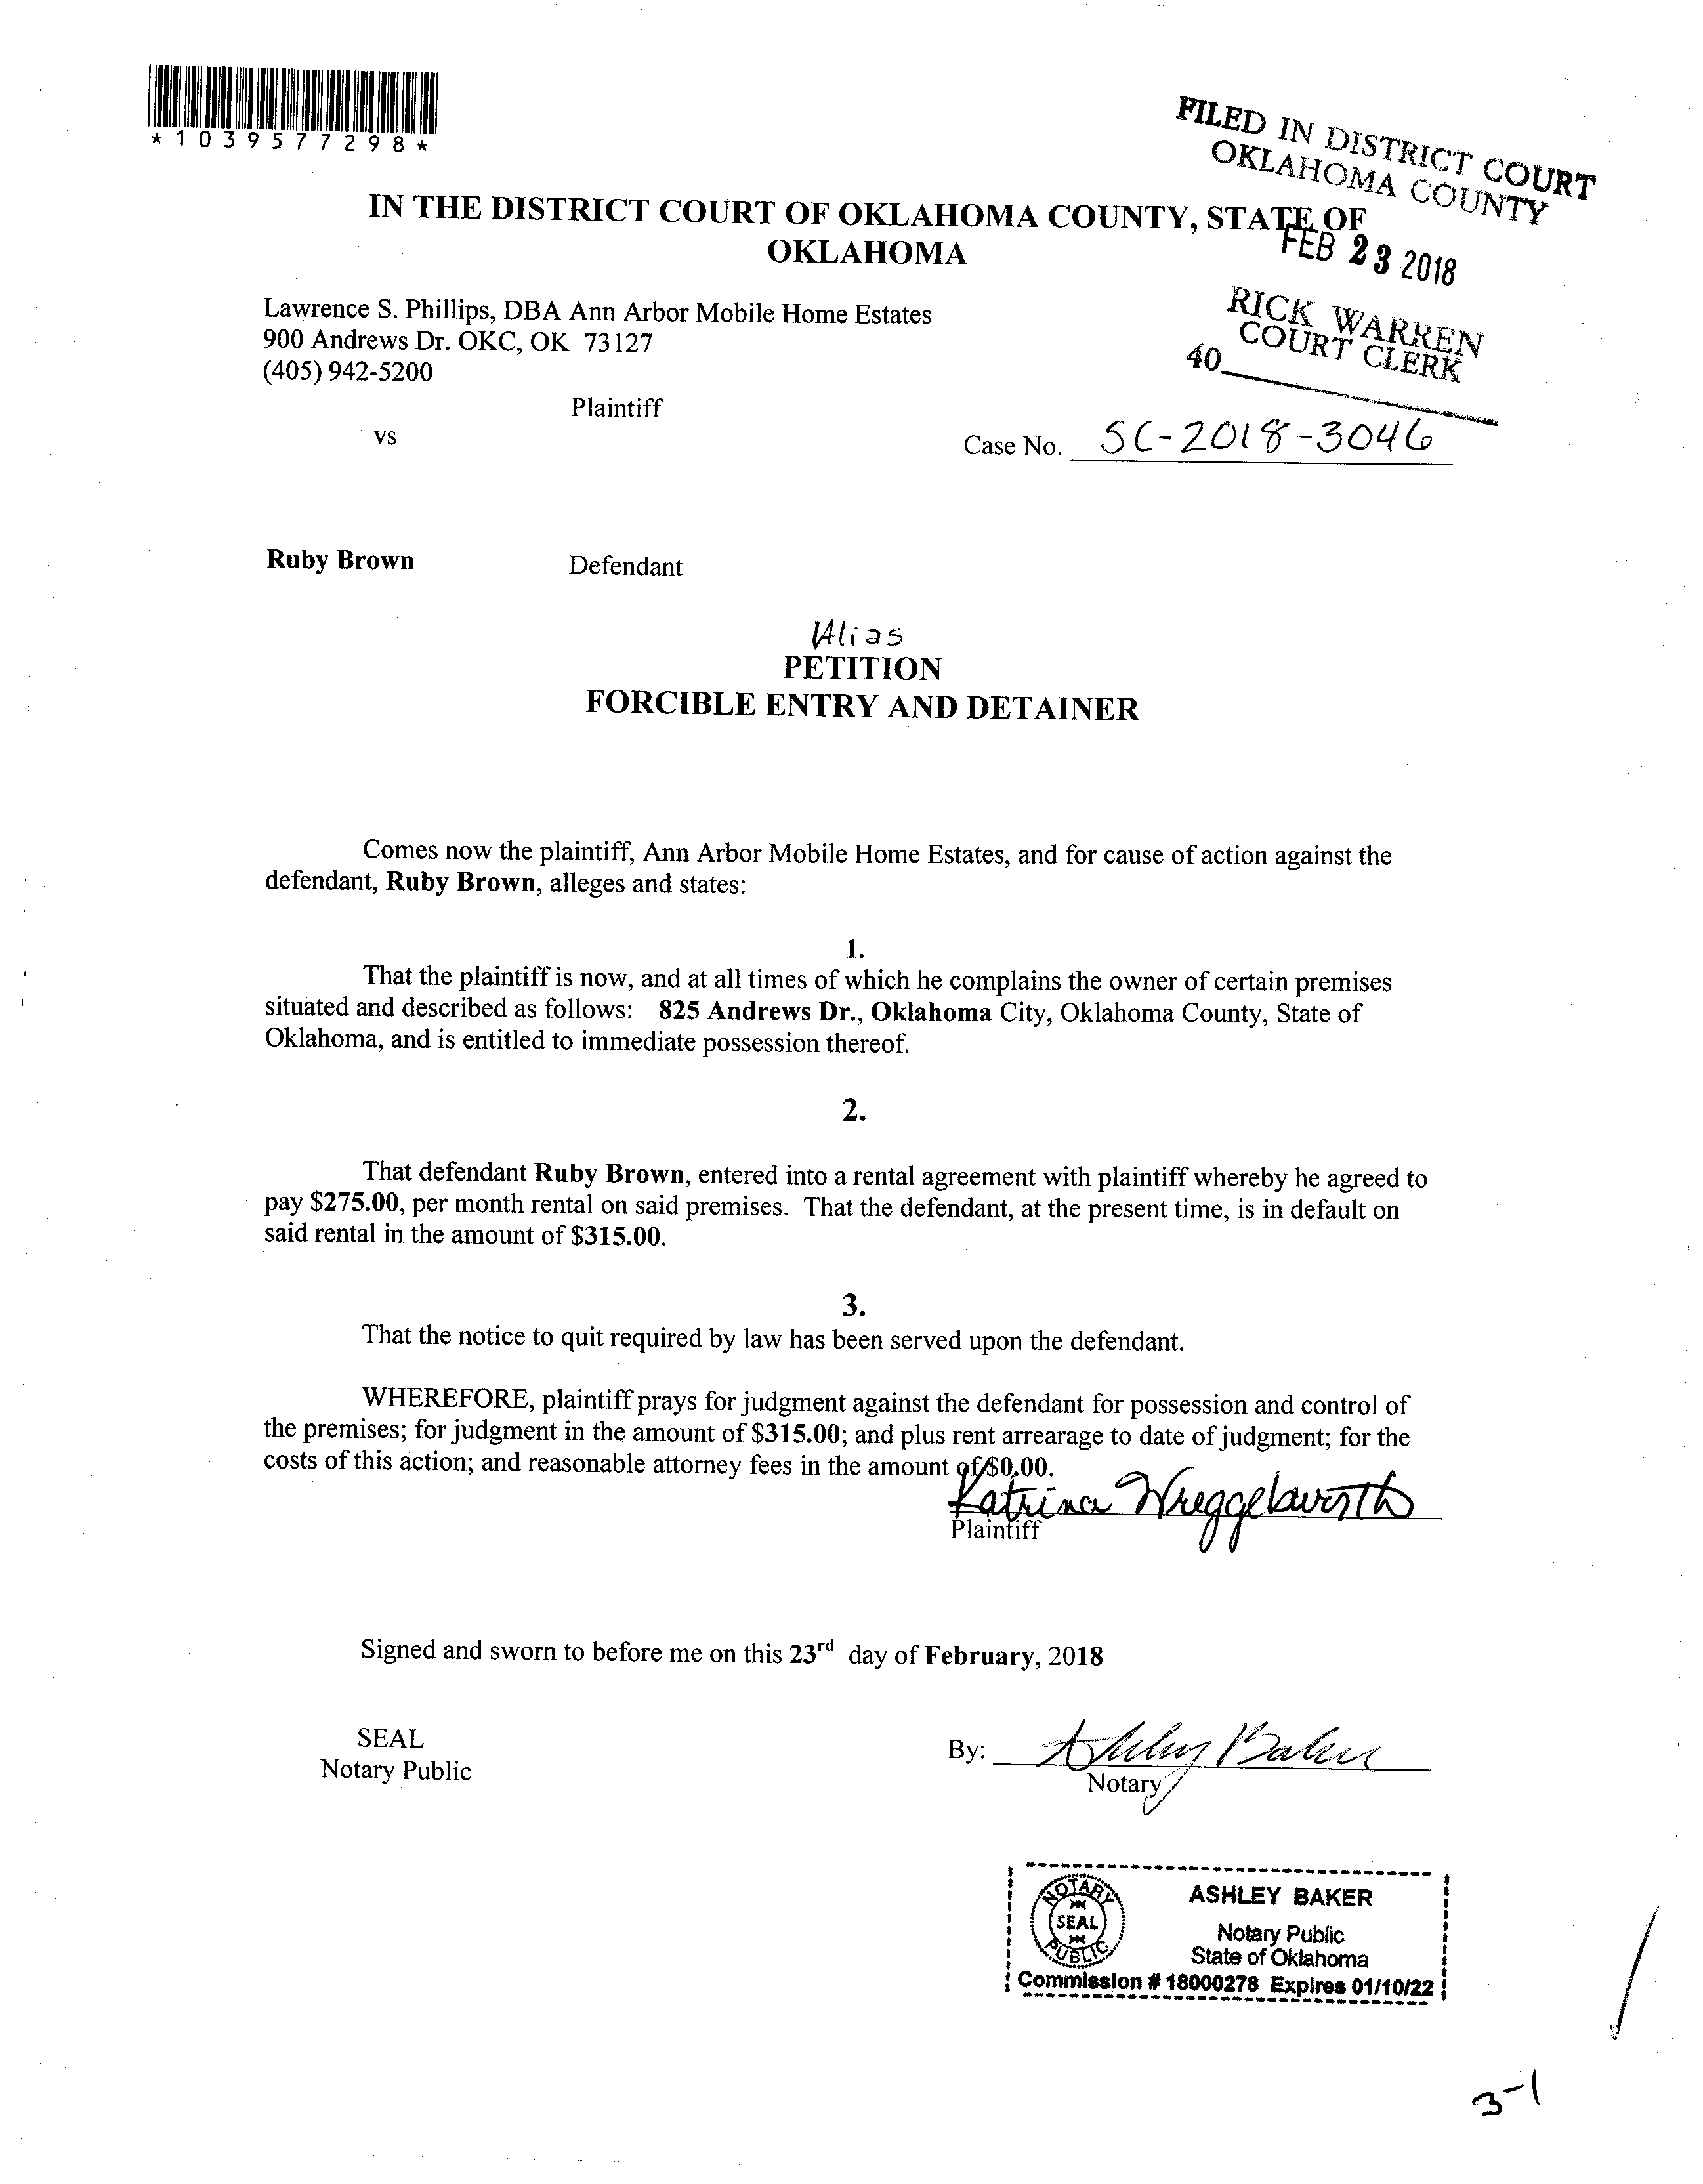 *1039577298*
FILED IN DISTRICT COURT
OKLAHOMA COUNTY
IN THE DISTRICT COURT OF OKLAHOMA COUNTY, STATE OF
OKLAHOMA
FEB 23 2018
Lawrence S. Phillips, DBA Ann Arbor Mobile Home Estates
900 Andrews Dr. OKC, OK 73127
(405) 942-5200
RICK WARREN
COURT CLERK
40
Plaintiff
vs
Case No. SC-2018-3046
Ruby Brown Defendant
Alias
PETITION
FORCIBLE ENTRY AND DETAINER
Comes now the plaintiff, Ann Arbor Mobile Home Estates, and for cause of action against the
defendant, Ruby Brown, alleges and states:
1.
That the plaintiff is now, and at all times of which he complains the owner of certain premises
situated and described as follows: 825 Andrews Dr., Oklahoma City, Oklahoma County, State of
Oklahoma, and is entitled to immediate possession thereof.
2.
That defendant Ruby Brown, entered into a rental agreement with plaintiff whereby he agreed to
pay $275.00, per month rental on said premises. That the defendant, at the present time, is in default on
said rental in the amount of $315.00.
3.
That the notice to quit required by law has been served upon the defendant.
WHEREFORE, plaintiff prays for judgment against the defendant for possession and control of
the premises; for judgment in the amount of $315.00; and plus rent arrearage to date of judgment; for the
costs of this action; and reasonable attorney fees in the amount of $0.00.
Katrina Wreggelsworth
Plaintiff
Signed and sworn to before me on this 23rd day of February, 2018
SEAL
Notary Public
By: Ashley Baker
Notary
NOTARY
SEAL
PUBLIC
ASHLEY BAKER
Notary Public
State of Oklahoma
Commission # 18000278 Expires 01/10/22
3-1